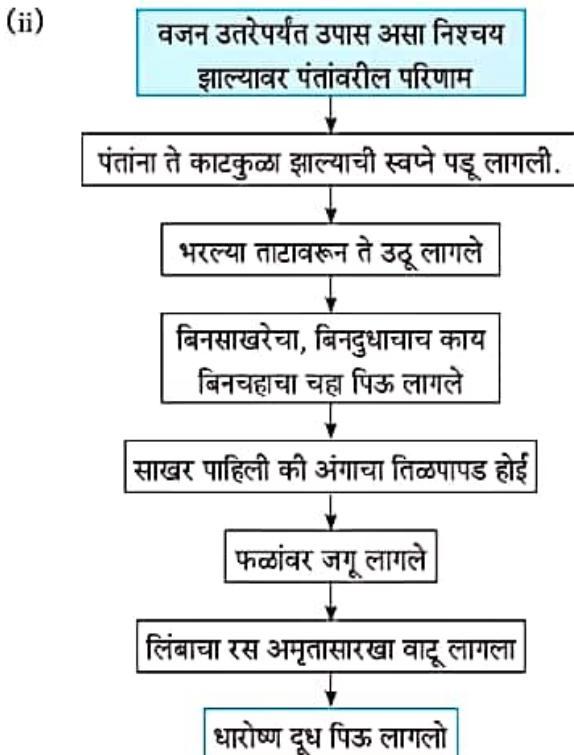 (ii)
वजन उतरेपर्यंत उपास असा निश्चय
झाल्यावर पंतांवरील परिणाम
पंतांना ते काटकुळा झाल्याची स्वप्ने पडू लागली.
भरल्या ताटावरून ते उठू लागले
बिनसाखरेचा, बिनदुधाचाच काय
बिनचहाचा चहा पिऊ लागले
साखर पाहिली की अंगाचा तिळपापड होई
फळांवर जगू लागले
लिंबाचा रस अमृतासारखा वाटू लागला
धारोष्ण दूध पिऊ लागलो